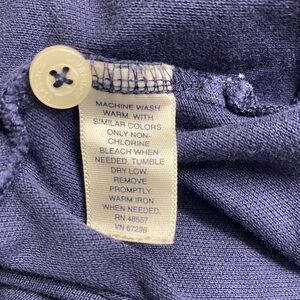 MACHINE WASH
WARM, WITH
SIMILAR COLORS.
ONLY NON-
CHLORINE
BLEACH WHEN
NEEDED, TUMBLE
DRY LOW.
REMOVE
PROMPTLY.
WARM IRON
WHEN NEEDED.
RN 48557
VN 67298